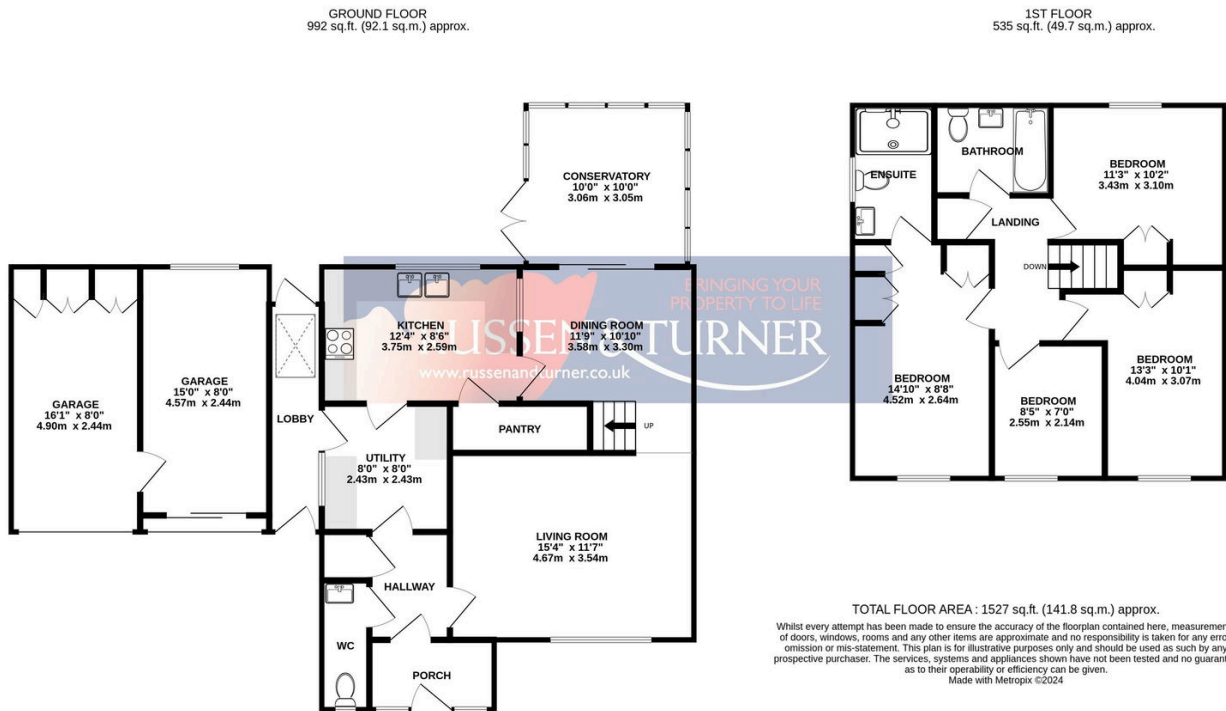 GROUND FLOOR
992 sq.ft. (92.1 sq.m.) approx.
1ST FLOOR
535 sq.ft. (49.7 sq.m.) approx.
CONSERVATORY
10'0" x 10'0"
3.06m x 3.05m
KITCHEN
12'4" x 8'6"
3.75m x 2.59m
DINING ROOM
11'9" x 10'10"
3.58m x 3.30m
BRINGING YOUR
PROPERTY TO LIFE
RUSSEN & TURNER
www.russenandturner.co.uk
GARAGE
16'1" x 8'0"
4.90m x 2.44m
GARAGE
15'0" x 8'0"
4.57m x 2.44m
LOBBY
PANTRY
UP
UTILITY
8'0" x 8'0"
2.43m x 2.43m
LIVING ROOM
15'4" x 11'7"
4.67m x 3.54m
HALLWAY
WC
PORCH
ENSUITE
BATHROOM
BEDROOM
11'3" x 10'2"
3.43m x 3.10m
LANDING
DOWN
BEDROOM
14'10" x 8'8"
4.52m x 2.64m
BEDROOM
8'5" x 7'0"
2.55m x 2.14m
BEDROOM
13'3" x 10'1"
4.04m x 3.07m
TOTAL FLOOR AREA : 1527 sq.ft. (141.8 sq.m.) approx.
Whilst every attempt has been made to ensure the accuracy of the floorplan contained here, measuremen
of doors, windows, rooms and any other items are approximate and no responsibility is taken for any erro
omission or mis-statement. This plan is for illustrative purposes only and should be used as such by any
prospective purchaser. The services, systems and appliances shown have not been tested and no guarant
as to their operability or efficiency can be given.
Made with Metropix ©2024